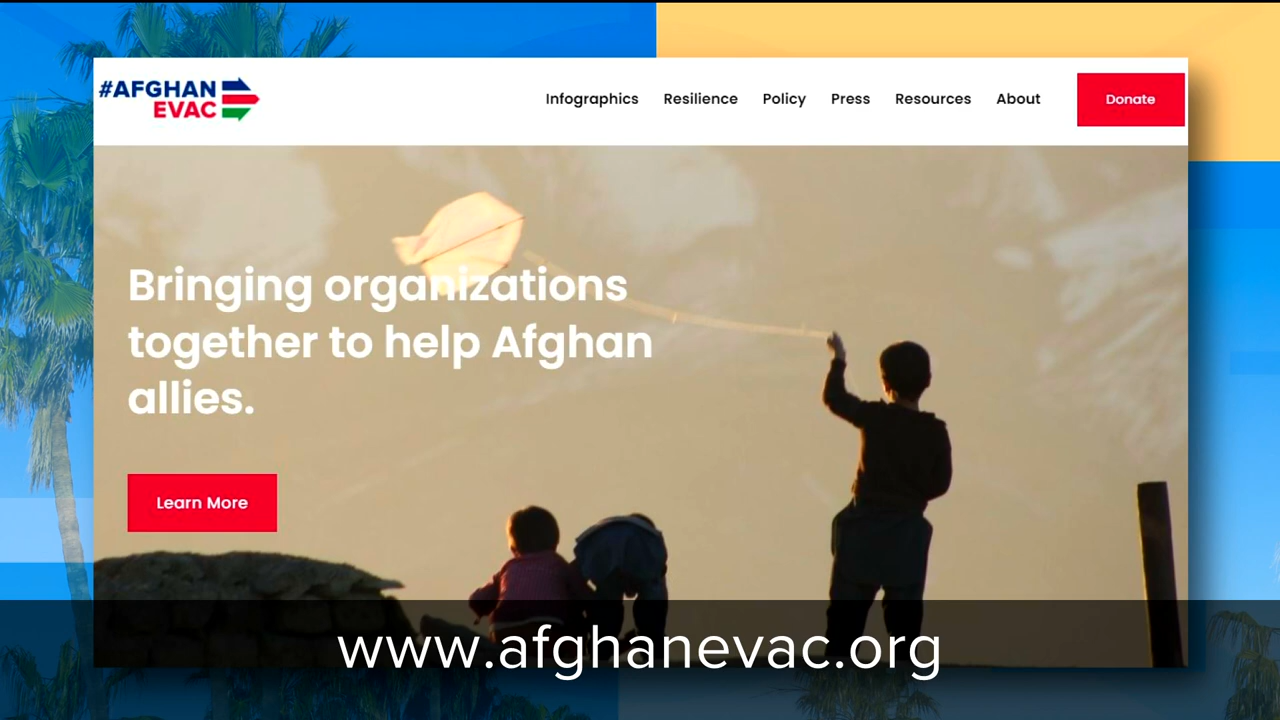 #AFGHAN
EVAC
Infographics Resilience Policy Press Resources About Donate
Bringing organizations
together to help Afghan
allies.
Learn More
www.afghanevac.org